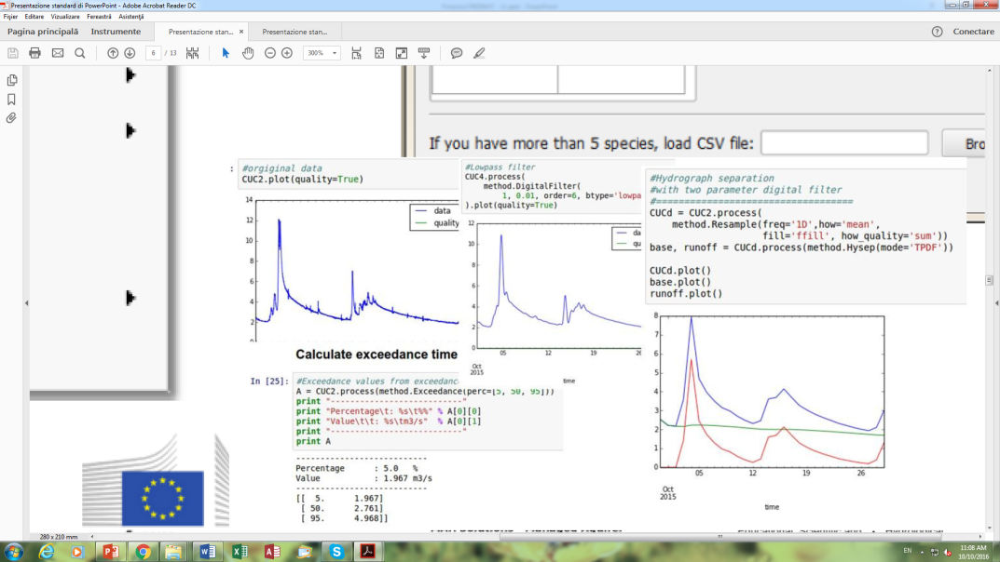 Presentazione standard di PowerPoint - Adobe Acrobat Reader DC
Fișier Editare Vizualizare Fereastră Asistență
Pagina principală Instrumente Presentazione stan... × Presentazione stan... Conectare
6 / 13 300%
If you have more than 5 species, load CSV file: Bro
: #orgiginal data
CUC2.plot(quality=True)
14
12
10
8
6
4
2
0
data
quality
#Lowpass filter
CUC4.process(
method.DigitalFilter(
1, 0.01, order=6, btype='lowpa
).plot(quality=True)
12
10
8
6
4
2
0
da
qu
05 12 19 26
Oct
2015
time
#Hydrograph separation
#with two parameter digital filter
#===================================
CUCd = CUC2.process(
method.Resample(freq='1D',how='mean',
fill='ffill', how_quality='sum'))
base, runoff = CUCd.process(method.Hysep(mode='TPDF'))
CUCd.plot()
base.plot()
runoff.plot()
8
7
6
5
4
3
2
1
0
05 12 19 26
Oct
2015
time
Calculate exceedance time
In [25]: #Exceedance values from exceedanc
A = CUC2.process(method.Exceedance(perc=[5, 50, 95]))
print "--------------------------"
print "Percentage\t: %s\t%%" % A[0][0]
print "Value\t\t: %s\tm3/s" % A[0][1]
print "--------------------------"
print A
--------------------------
Percentage : 5.0 %
Value : 1.967 m3/s
--------------------------
[[ 5. 1.967]
[ 50. 2.761]
[ 95. 4.968]]
280 x 210 mm
EN
11:08 AM
10/10/2016